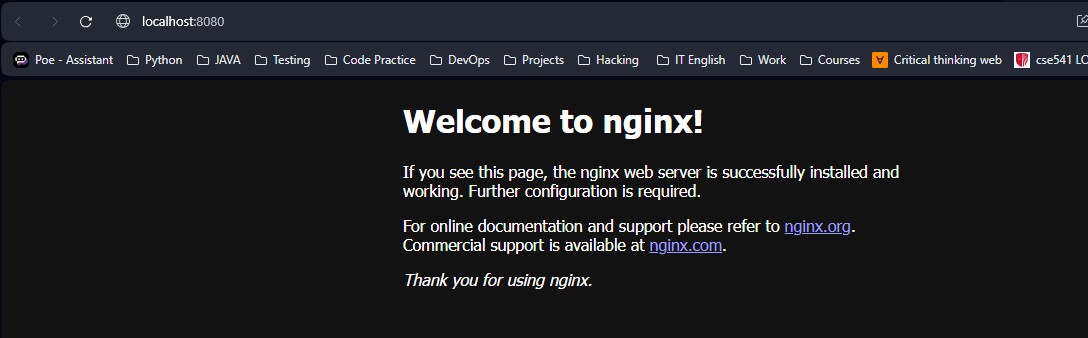 localhost:8080
Poe - Assistant Python JAVA Testing Code Practice DevOps Projects Hacking IT English Work Courses Critical thinking web cse541 LO
Welcome to nginx!
If you see this page, the nginx web server is successfully installed and
working. Further configuration is required.
For online documentation and support please refer to nginx.org.
Commercial support is available at nginx.com.
Thank you for using nginx.